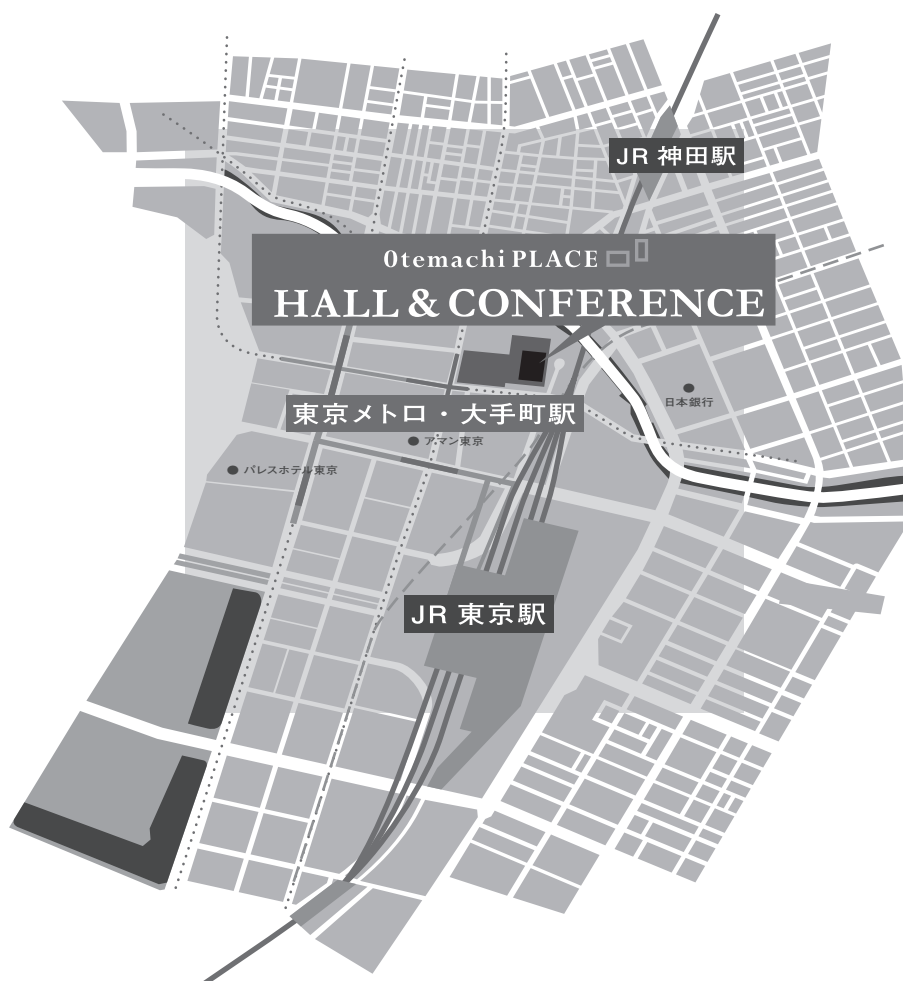 JR 神田駅
Otemachi PLACE
HALL & CONFERENCE
日本銀行
東京メトロ・大手町駅
アマン東京
パレスホテル東京
JR 東京駅